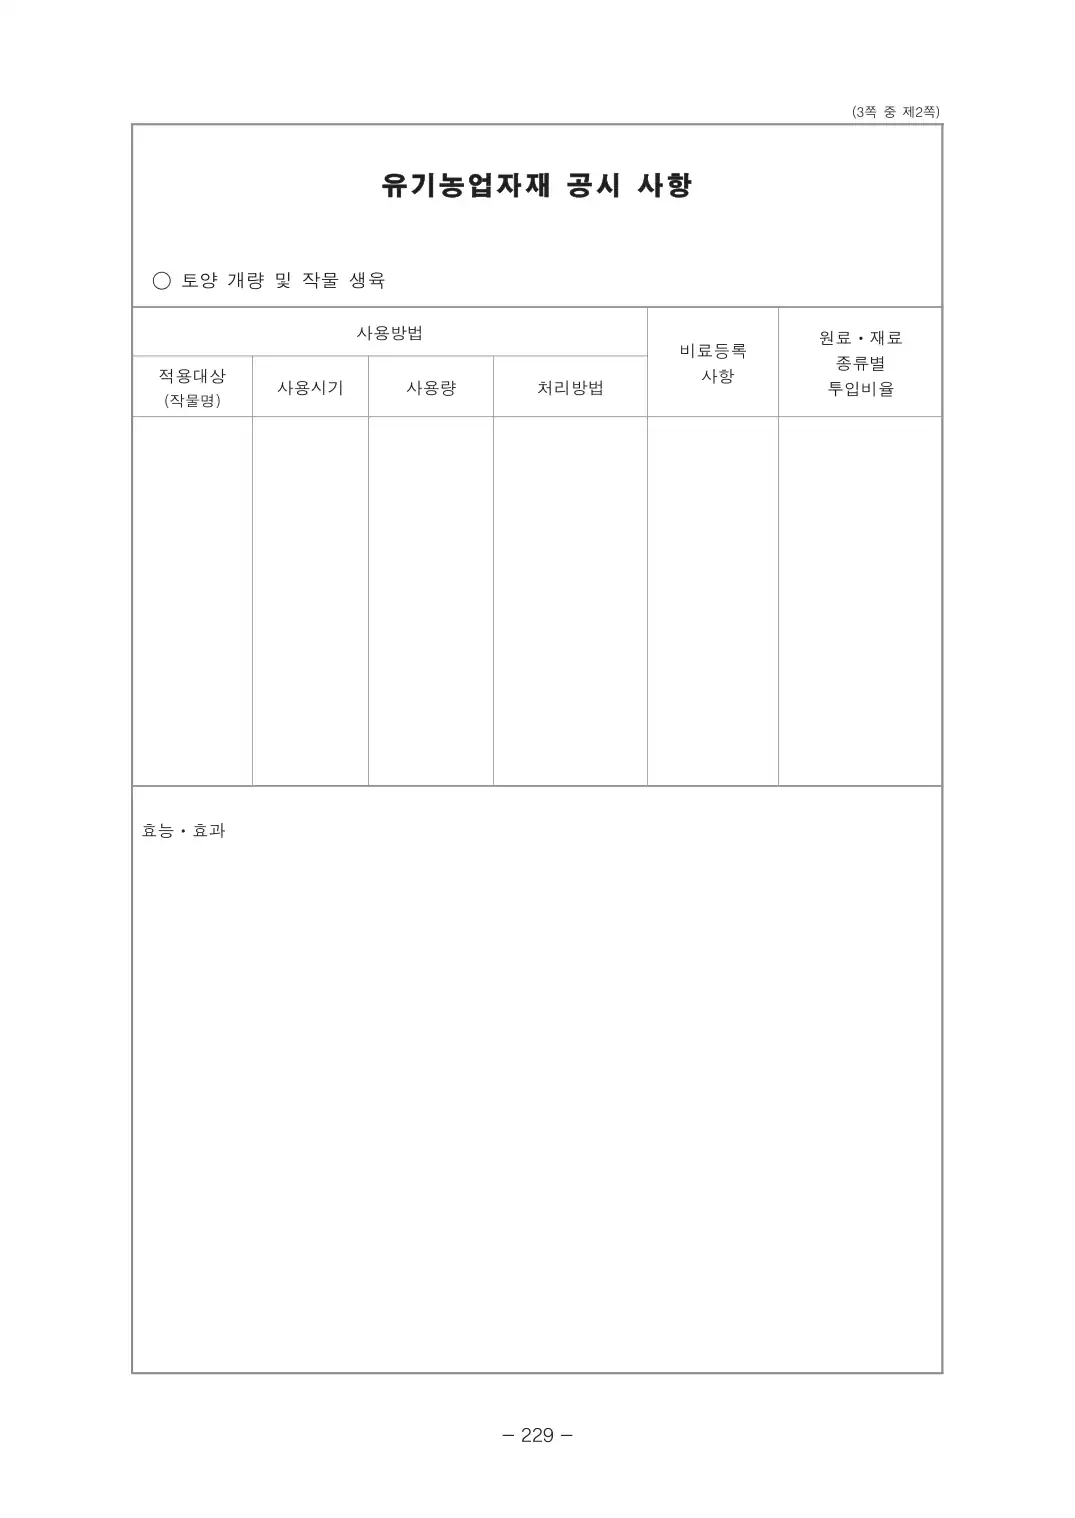 (3쪽 중 제2쪽)
유기농업자재 공시 사항
○ 토양 개량 및 작물 생육
사용방법
비료등록
사항
원료・재료
종류별
투입비율
적용대상
(작물명)
사용시기
사용량
처리방법
효능・효과
- 229 -